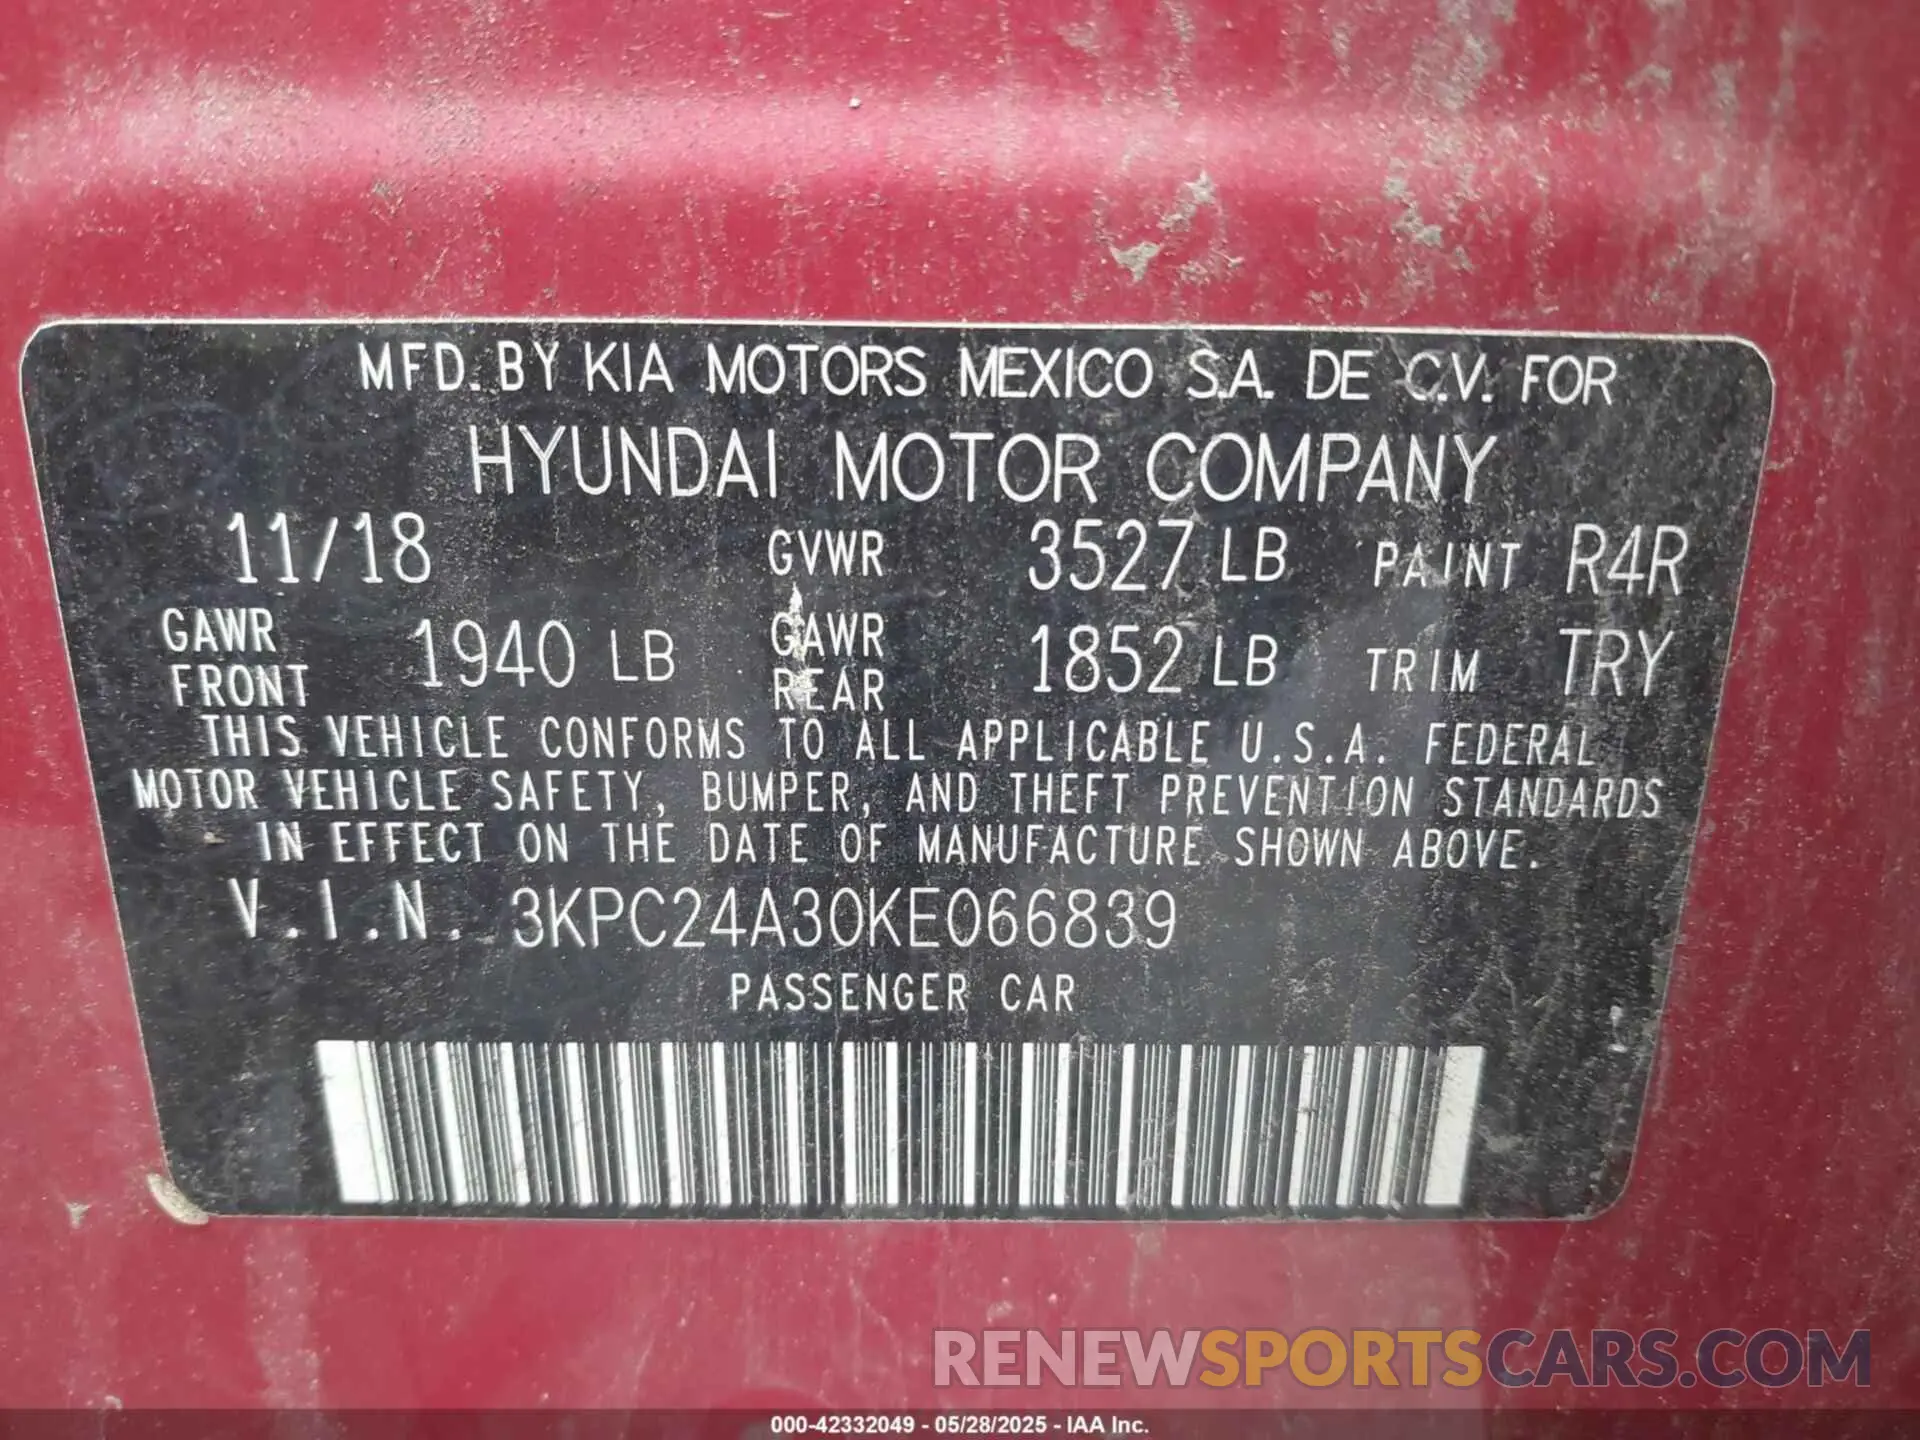 MFD. BY KIA MOTORS MEXICO S.A. DE C.V. FOR
HYUNDAI MOTOR COMPANY
11/18 GVWR 3527 LB PAINT R4R
GAWR FRONT 1940 LB GAWR REAR 1852 LB TRIM TRY
THIS VEHICLE CONFORMS TO ALL APPLICABLE U.S.A. FEDERAL
MOTOR VEHICLE SAFETY, BUMPER, AND THEFT PREVENTION STANDARDS
IN EFFECT ON THE DATE OF MANUFACTURE SHOWN ABOVE.
V.I.N. 3KPC24A30KE066839
PASSENGER CAR
RENEWSPORTSCARS.COM
000-42332049 - 05/28/2025 - IAA Inc.